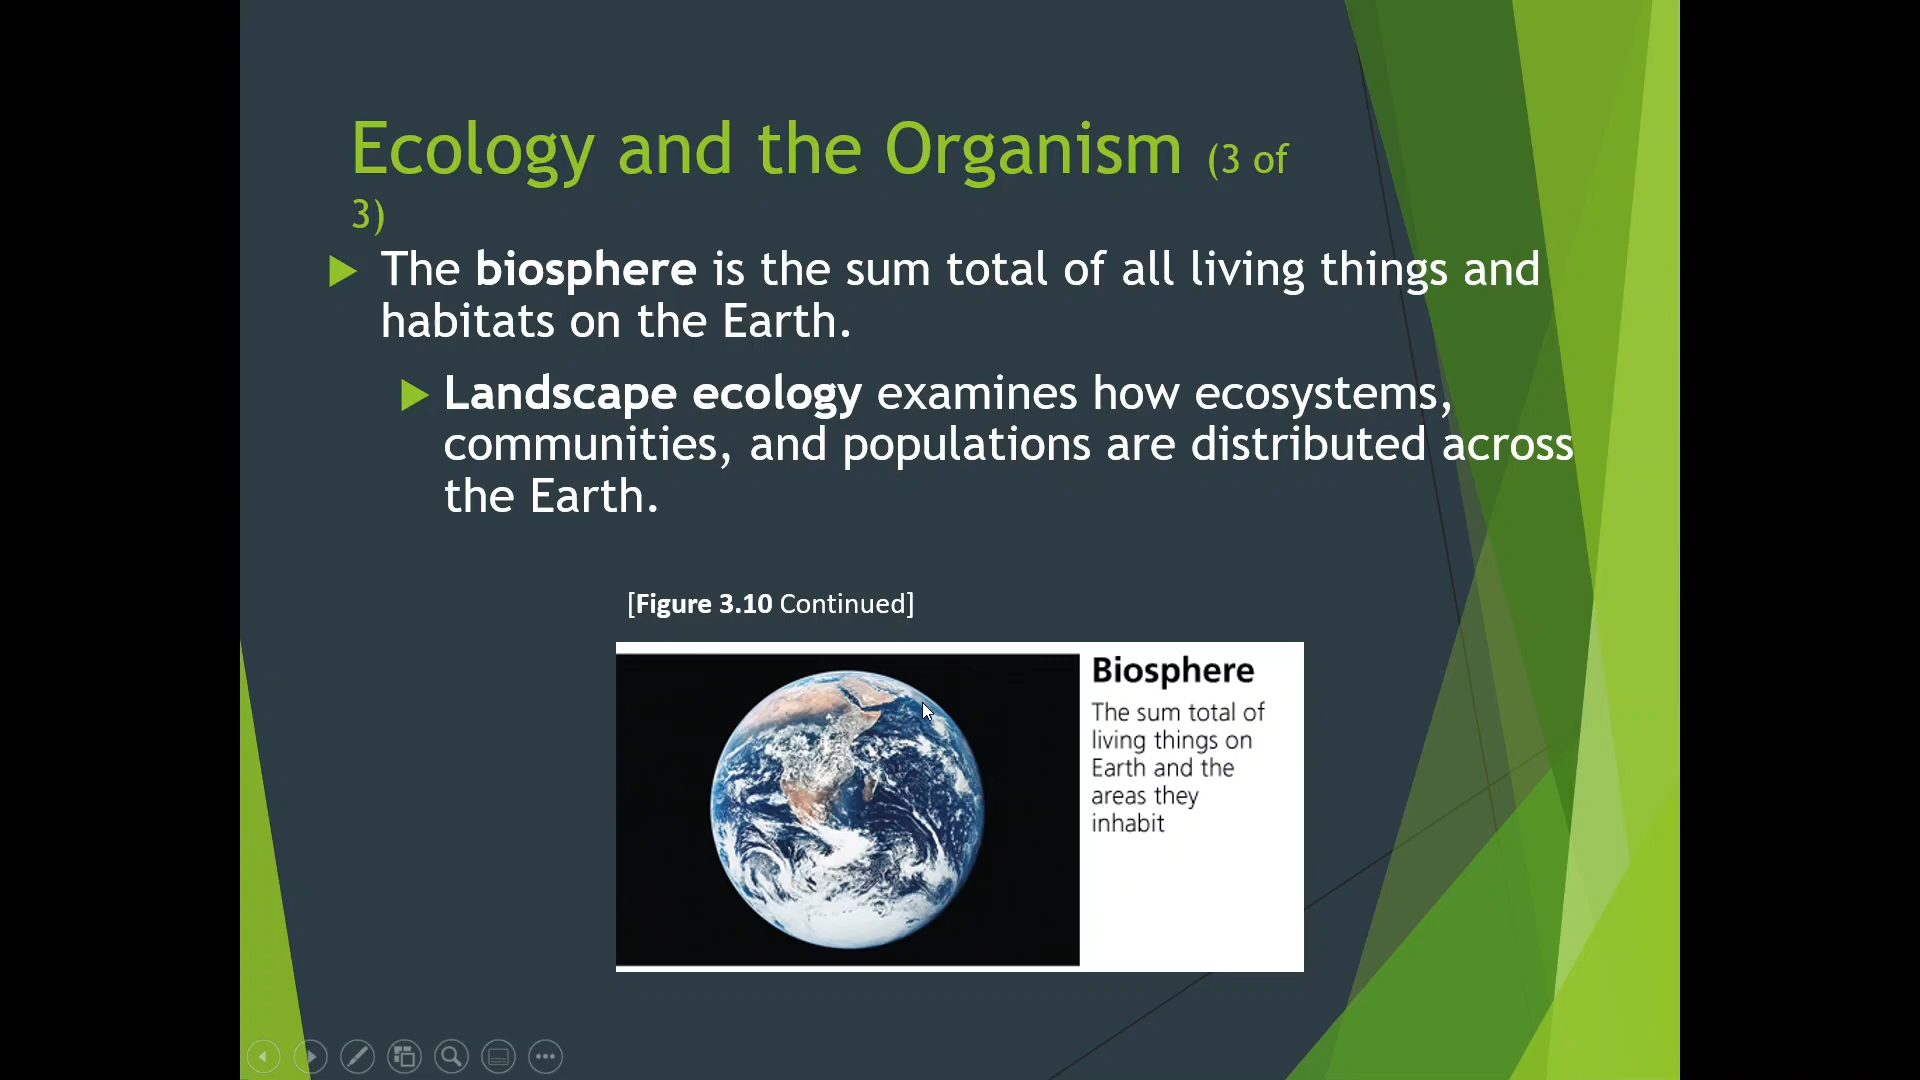 Ecology and the Organism (3 of
3)
The biosphere is the sum total of all living things and
habitats on the Earth.
Landscape ecology examines how ecosystems,
communities, and populations are distributed across
the Earth.
[Figure 3.10 Continued]
Biosphere
The sum total of
living things on
Earth and the
areas they
inhabit